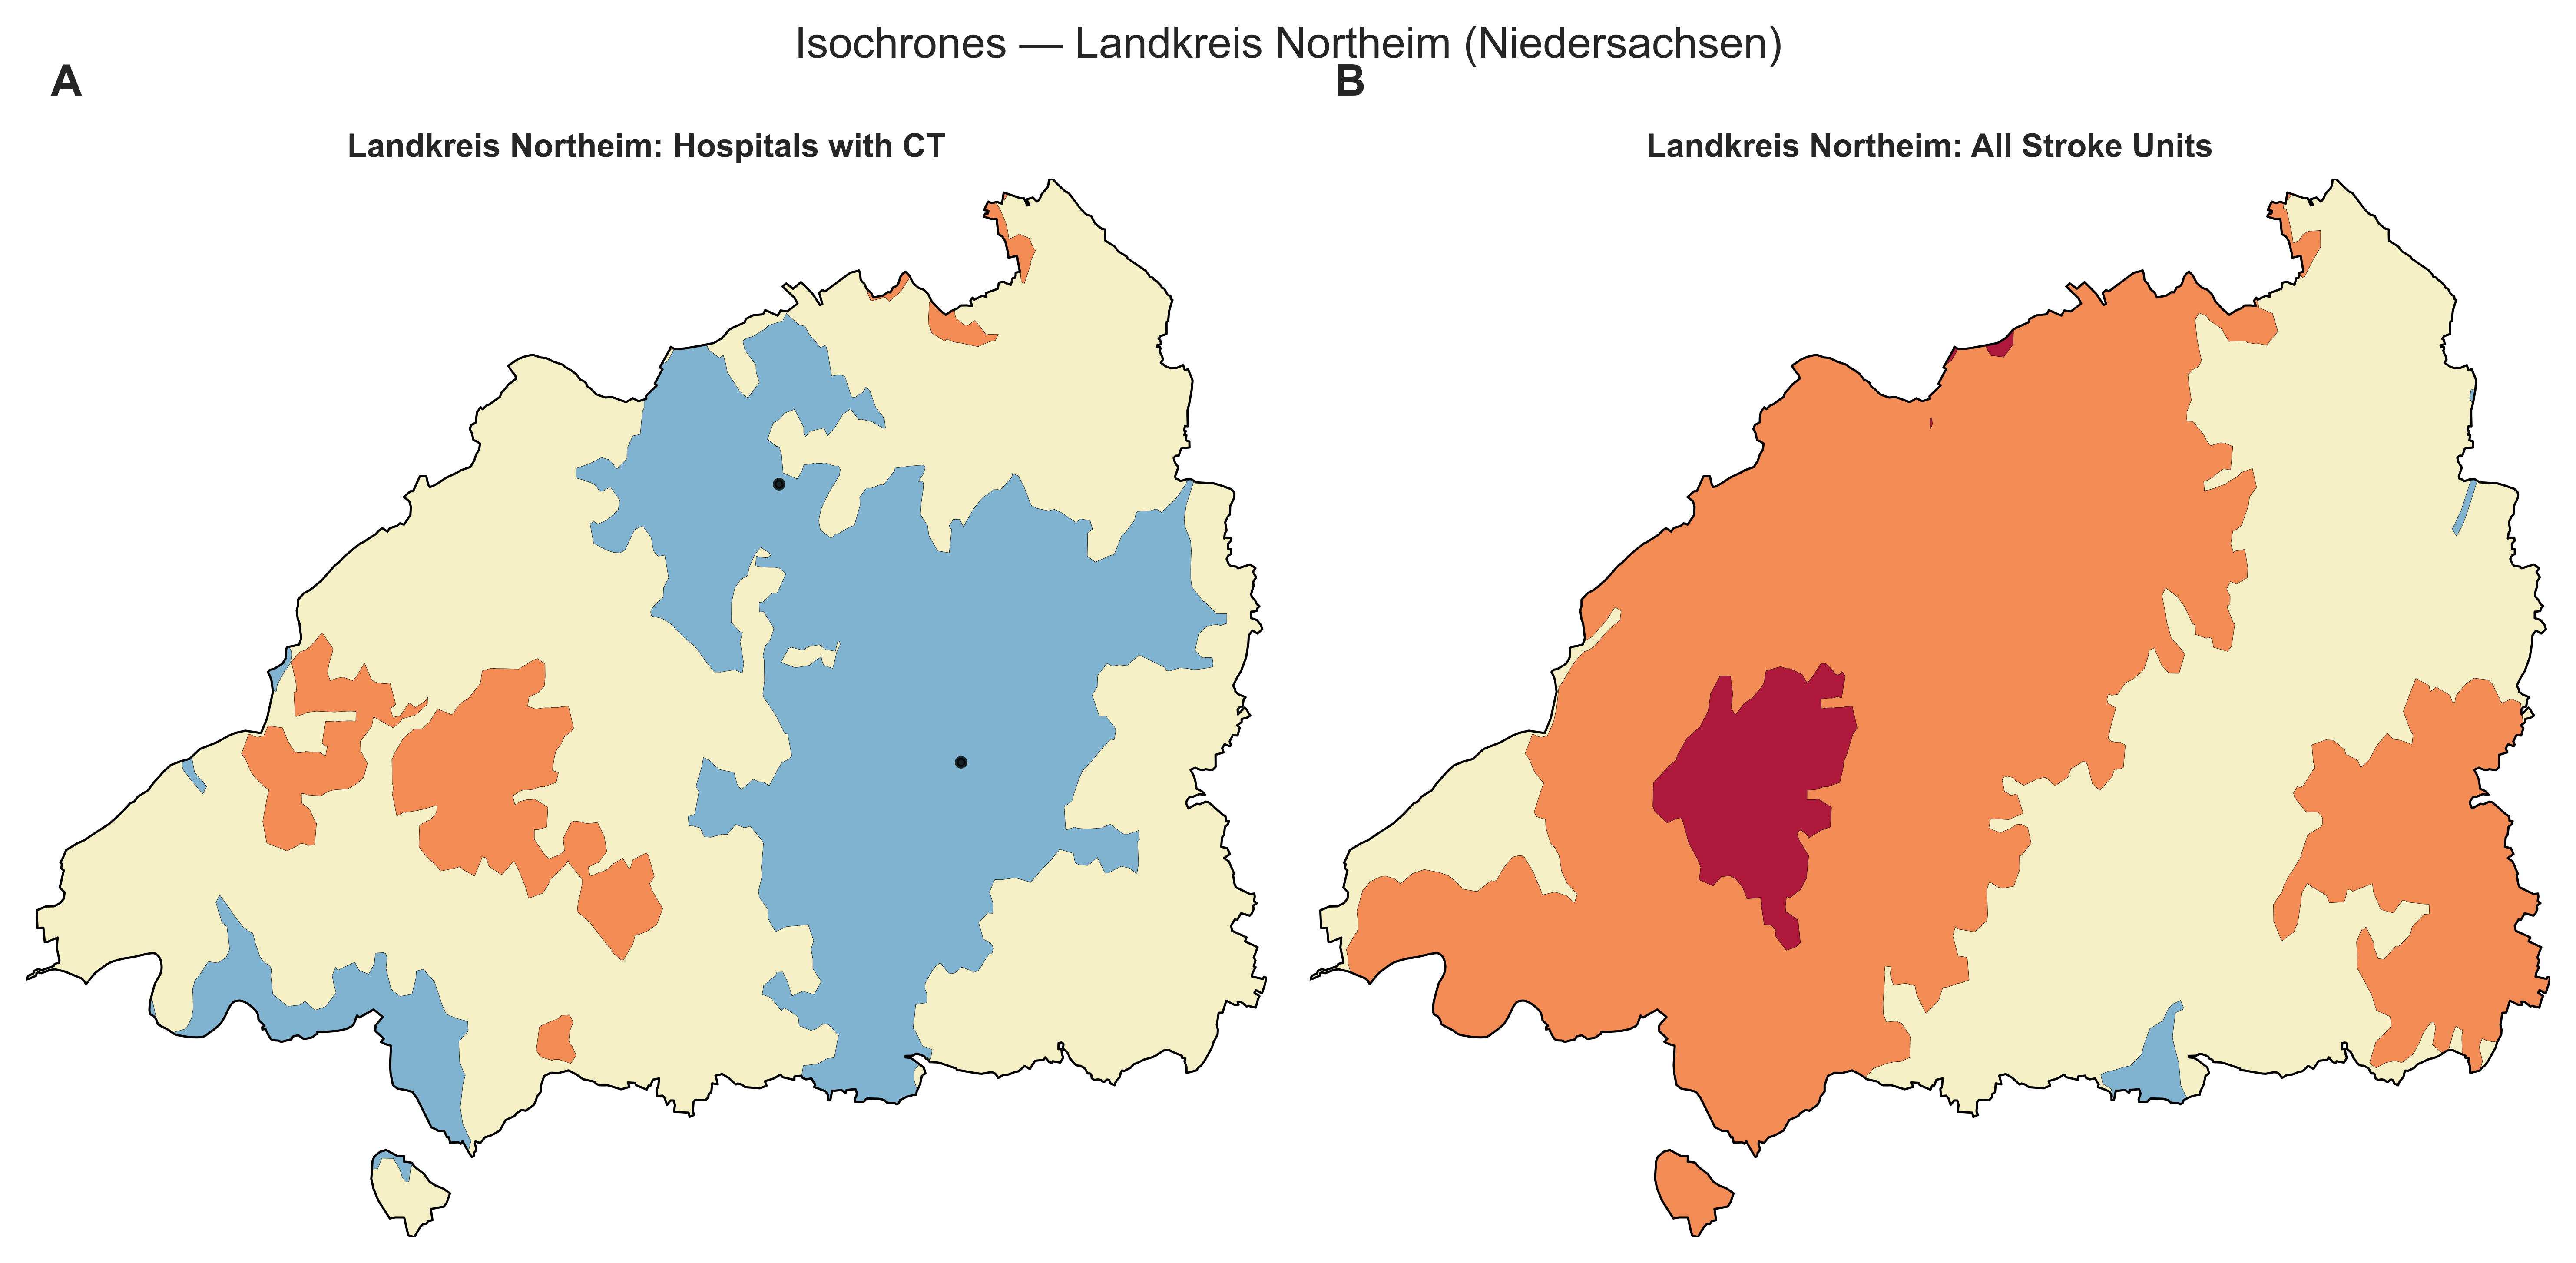 Isochrones — Landkreis Northeim (Niedersachsen)
A
B
Landkreis Northeim: Hospitals with CT
Landkreis Northeim: All Stroke Units